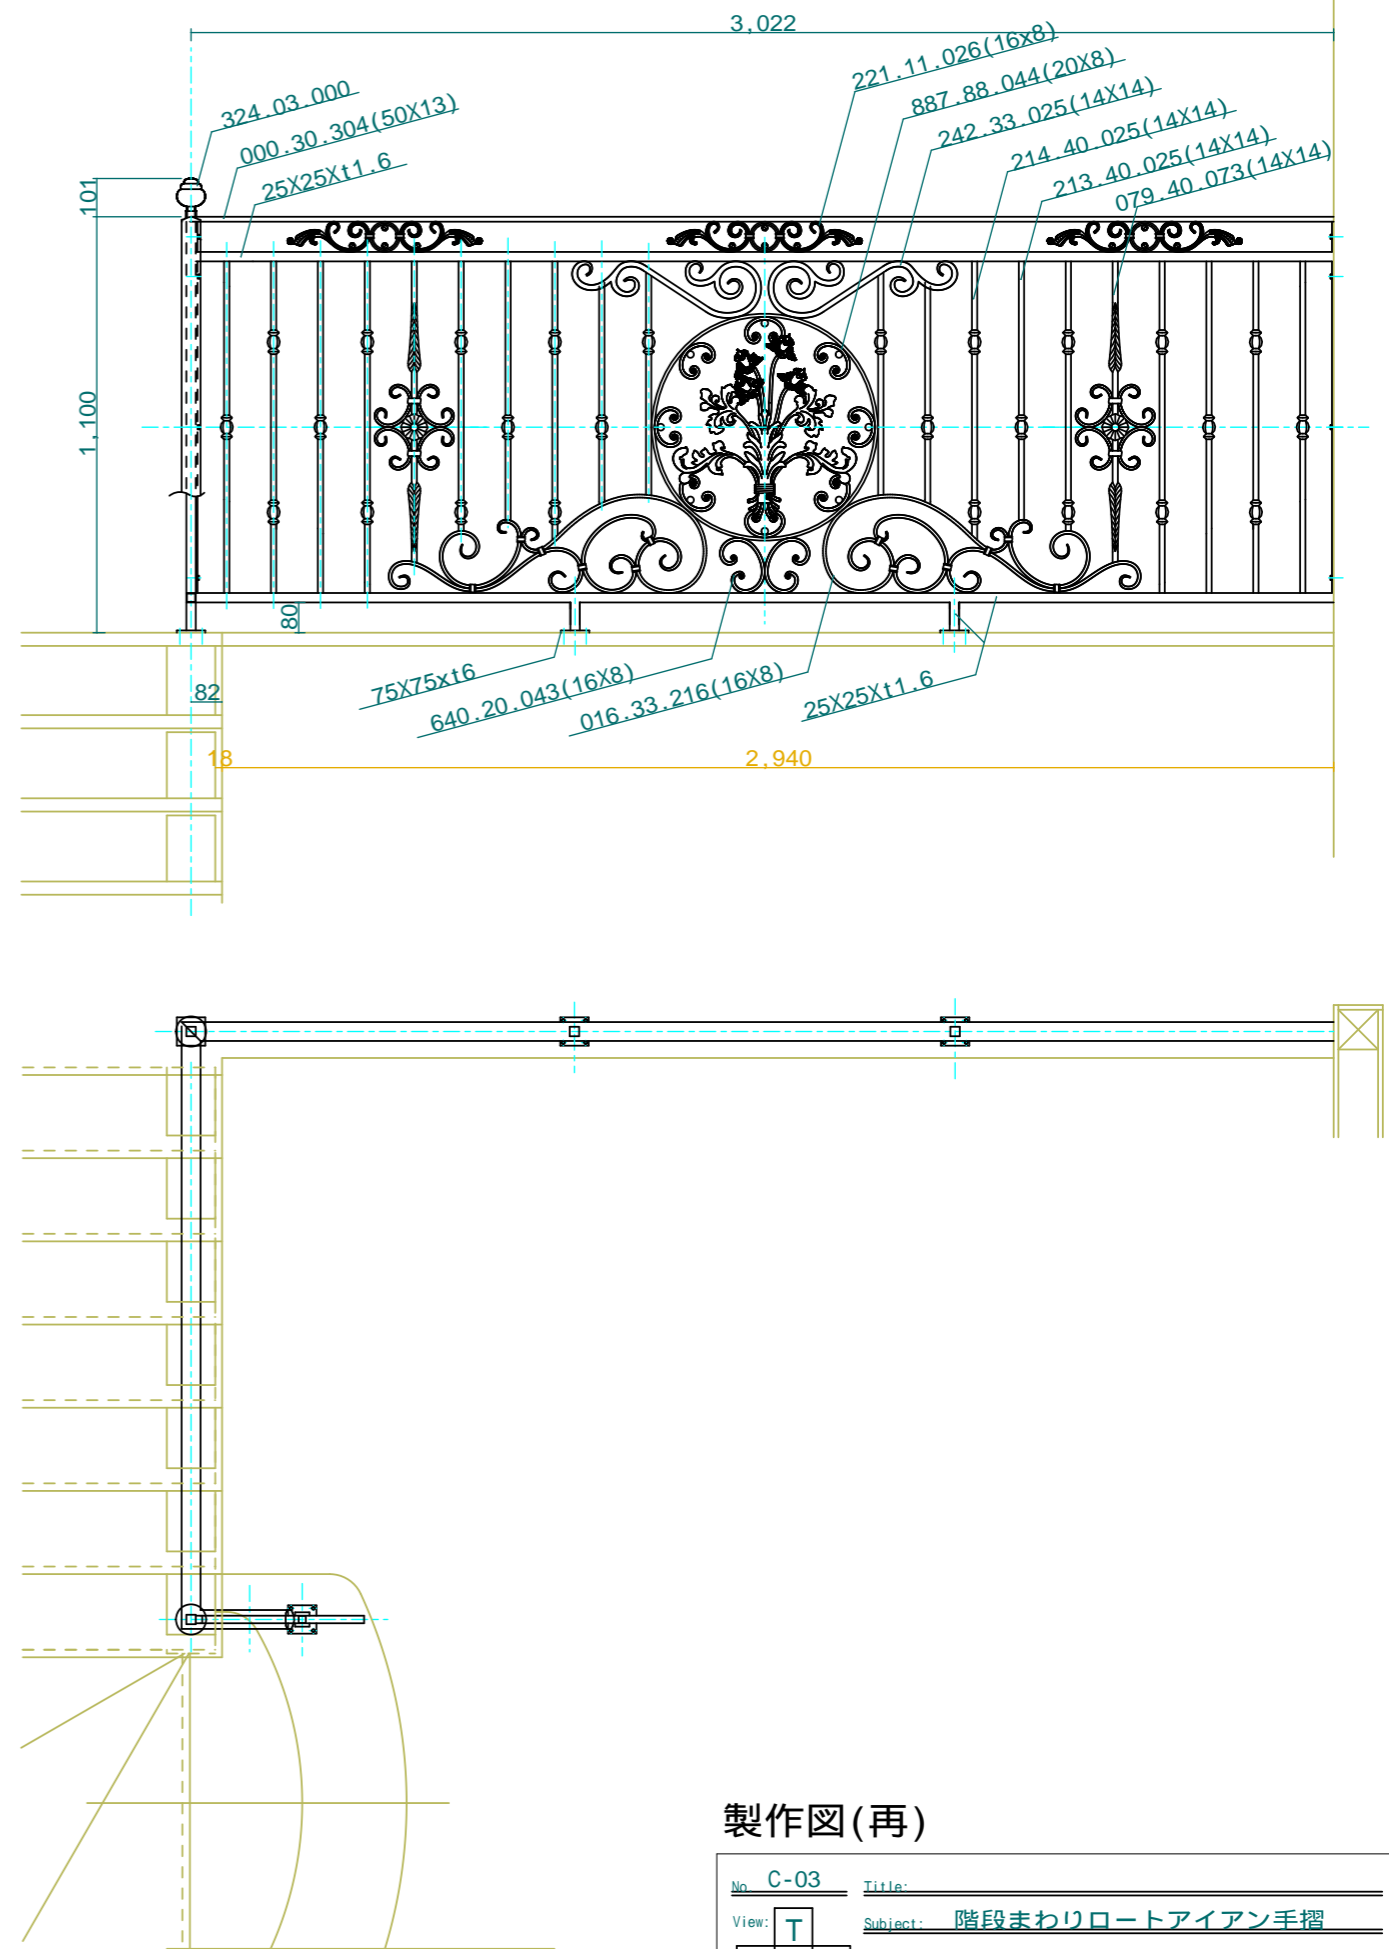 3,022
221.11.026(16x8)
887.88.044(20X8)
242.33.025(14X14)
214.40.025(14X14)
213.40.025(14X14)
079.40.073(14X14)
324.03.000
000.30.304(50X13)
25X25Xt1.6
101
1,100
80
82
75X75xt6
640.20.043(16X8)
016.33.216(16X8)
25X25Xt1.6
18
2,940
製作図(再)
No. C-03 Title:
View: T Subject: 階段まわりロートアイアン手摺